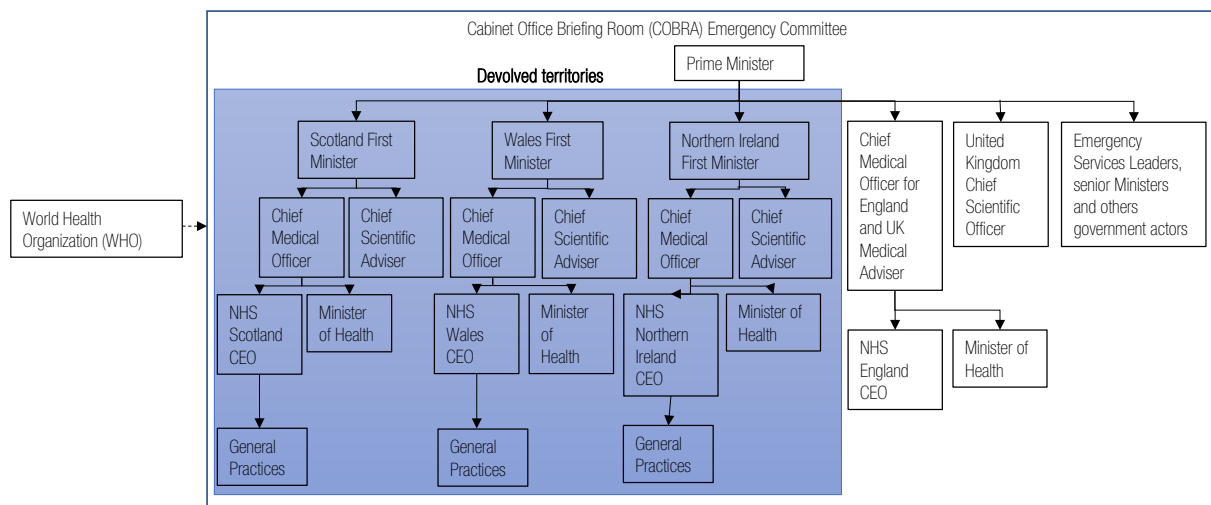 Cabinet Office Briefing Room (COBRA) Emergency Committee
Prime Minister
Devolved territories
Scotland First
Minister
Wales First
Minister
Northern Ireland
First Minister
Chief
Medical
Officer for
England
and UK
Medical
Adviser
United
Kingdom
Chief
Scientific
Officer
Emergency
Services Leaders,
senior Ministers
and others
government actors
World Health
Organization (WHO)
Chief
Medical
Officer
Chief
Scientific
Adviser
Chief
Medical
Officer
Chief
Scientific
Adviser
Chief
Medical
Officer
Chief
Scientific
Adviser
NHS
Scotland
CEO
Minister
of Health
NHS
Wales
CEO
Minister
of
Health
NHS
Northern
Ireland
CEO
Minister of
Health
NHS
England
CEO
Minister of
Health
General
Practices
General
Practices
General
Practices